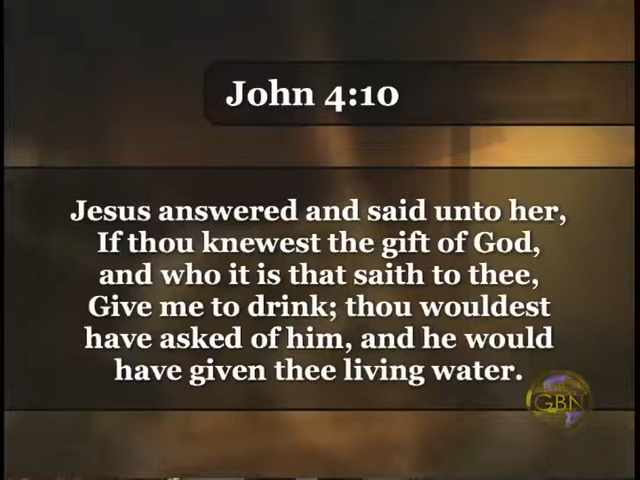 John 4:10
Jesus answered and said unto her,
If thou knewest the gift of God,
and who it is that saith to thee,
Give me to drink; thou wouldest
have asked of him, and he would
have given thee living water.
GBN